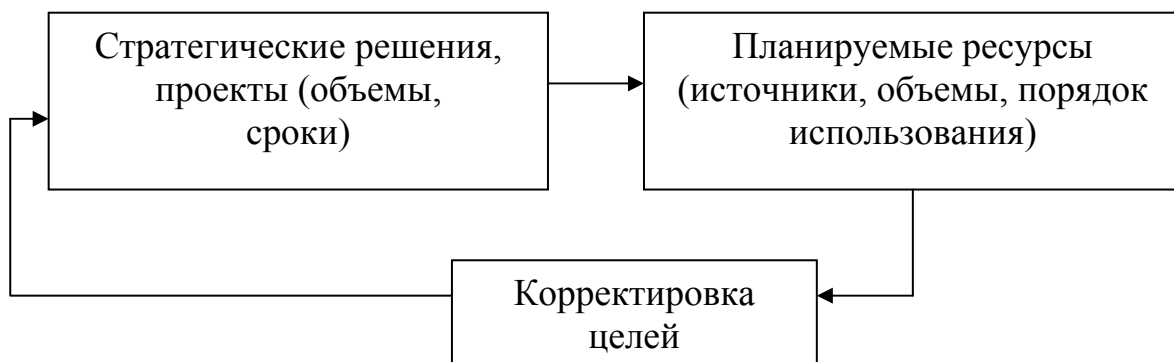 Стратегические решения,
проекты (объемы,
сроки)
Планируемые ресурсы
(источники, объемы, порядок
использования)
Корректировка
целей